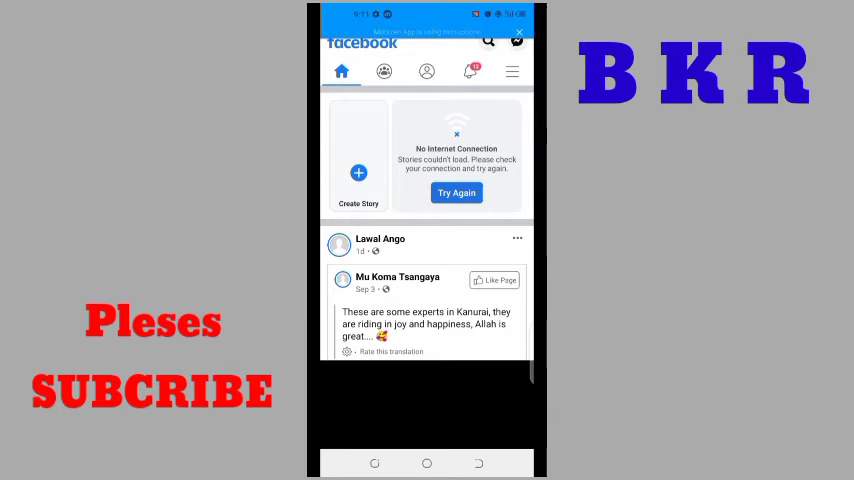 9:11
facebook
B K R
10
No Internet Connection
Stories couldn't load. Please check
your connection and try again.
Try Again
Create Story
Lawal Ango
1d
Mu Koma Tsangaya
Sep 3
Like Page
These are some experts in Kanurai, they
are riding in joy and happiness, Allah is
great.... 🥰
Rate this translation
Pleses
SUBCRIBE